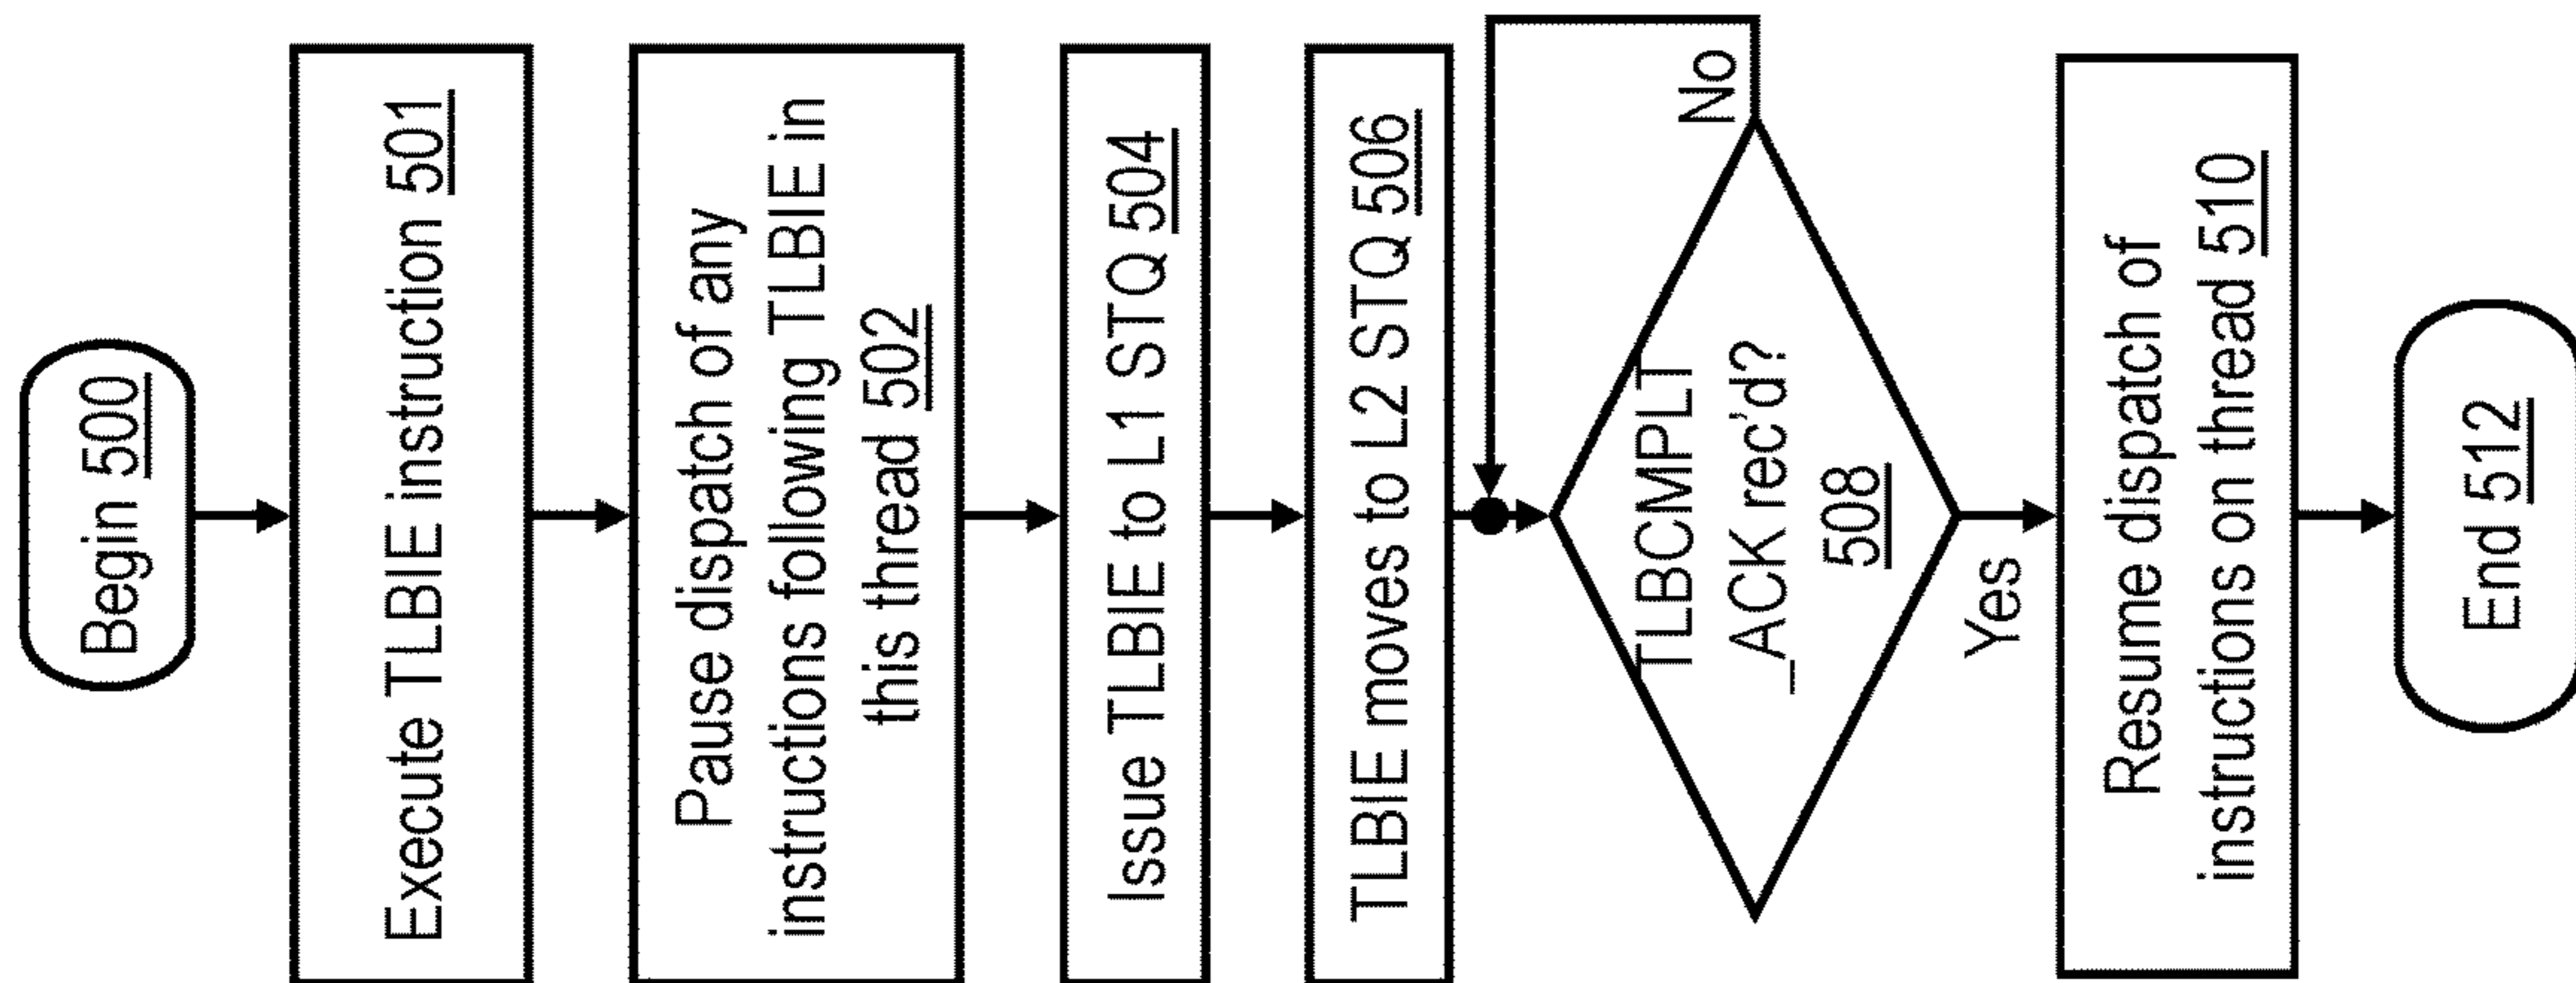 Begin 500
Execute TLBIE instruction 501
Pause dispatch of any
instructions following TLBIE in
this thread 502
Issue TLBIE to L1 STQ 504
TLBIE moves to L2 STQ 506
No
TLBCMPLT
_ACK rec'd?
508
Yes
Resume dispatch of
instructions on thread 510
End 512